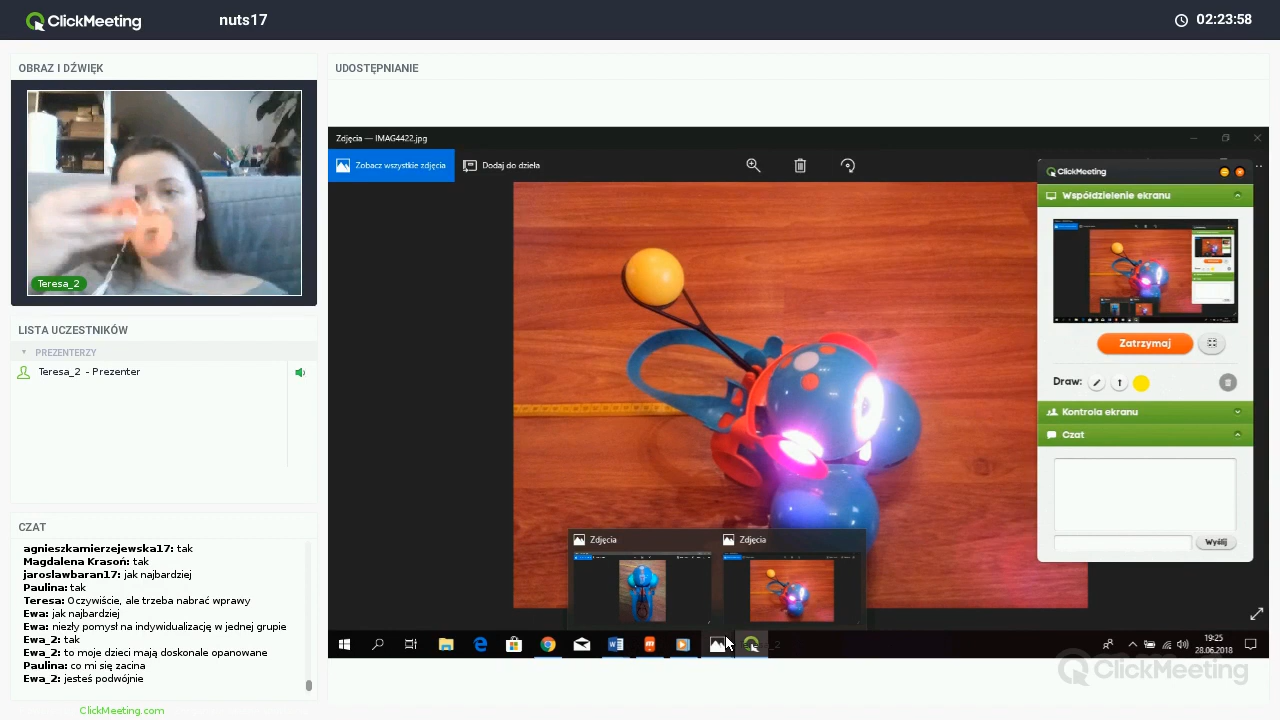 ClickMeeting
nuts17
02:23:58
OBRAZ I DŹWIĘK
Teresa_2
LISTA UCZESTNIKÓW
PREZENTERZY
Teresa_2 - Prezenter
CZAT
agnieszkamierzejewska17: tak
Magdalena Krasoń: tak
jaroslawbaran17: jak najbardziej
Paulina: tak
Teresa: Oczywiście, ale trzeba nabrać wprawy
Ewa: jak najbardziej
Ewa: niezły pomysł na indywidualizację w jednej grupie
Ewa_2: tak
Ewa_2: to moje dzieci mają doskonale opanowane
Paulina: co mi się zacina
Ewa_2: jesteś podwójnie
ClickMeeting.com
UDOSTĘPNIANIE
Zdjęcia — IMAG4422.jpg
Zobacz wszystkie zdjęcia
Dodaj do dzieła
ClickMeeting
Współdzielenie ekranu
Zatrzymaj
Draw:
Kontrola ekranu
Czat
Wyślij
Zdjęcia
Zdjęcia
19:25
28.06.2018
ClickMeeting